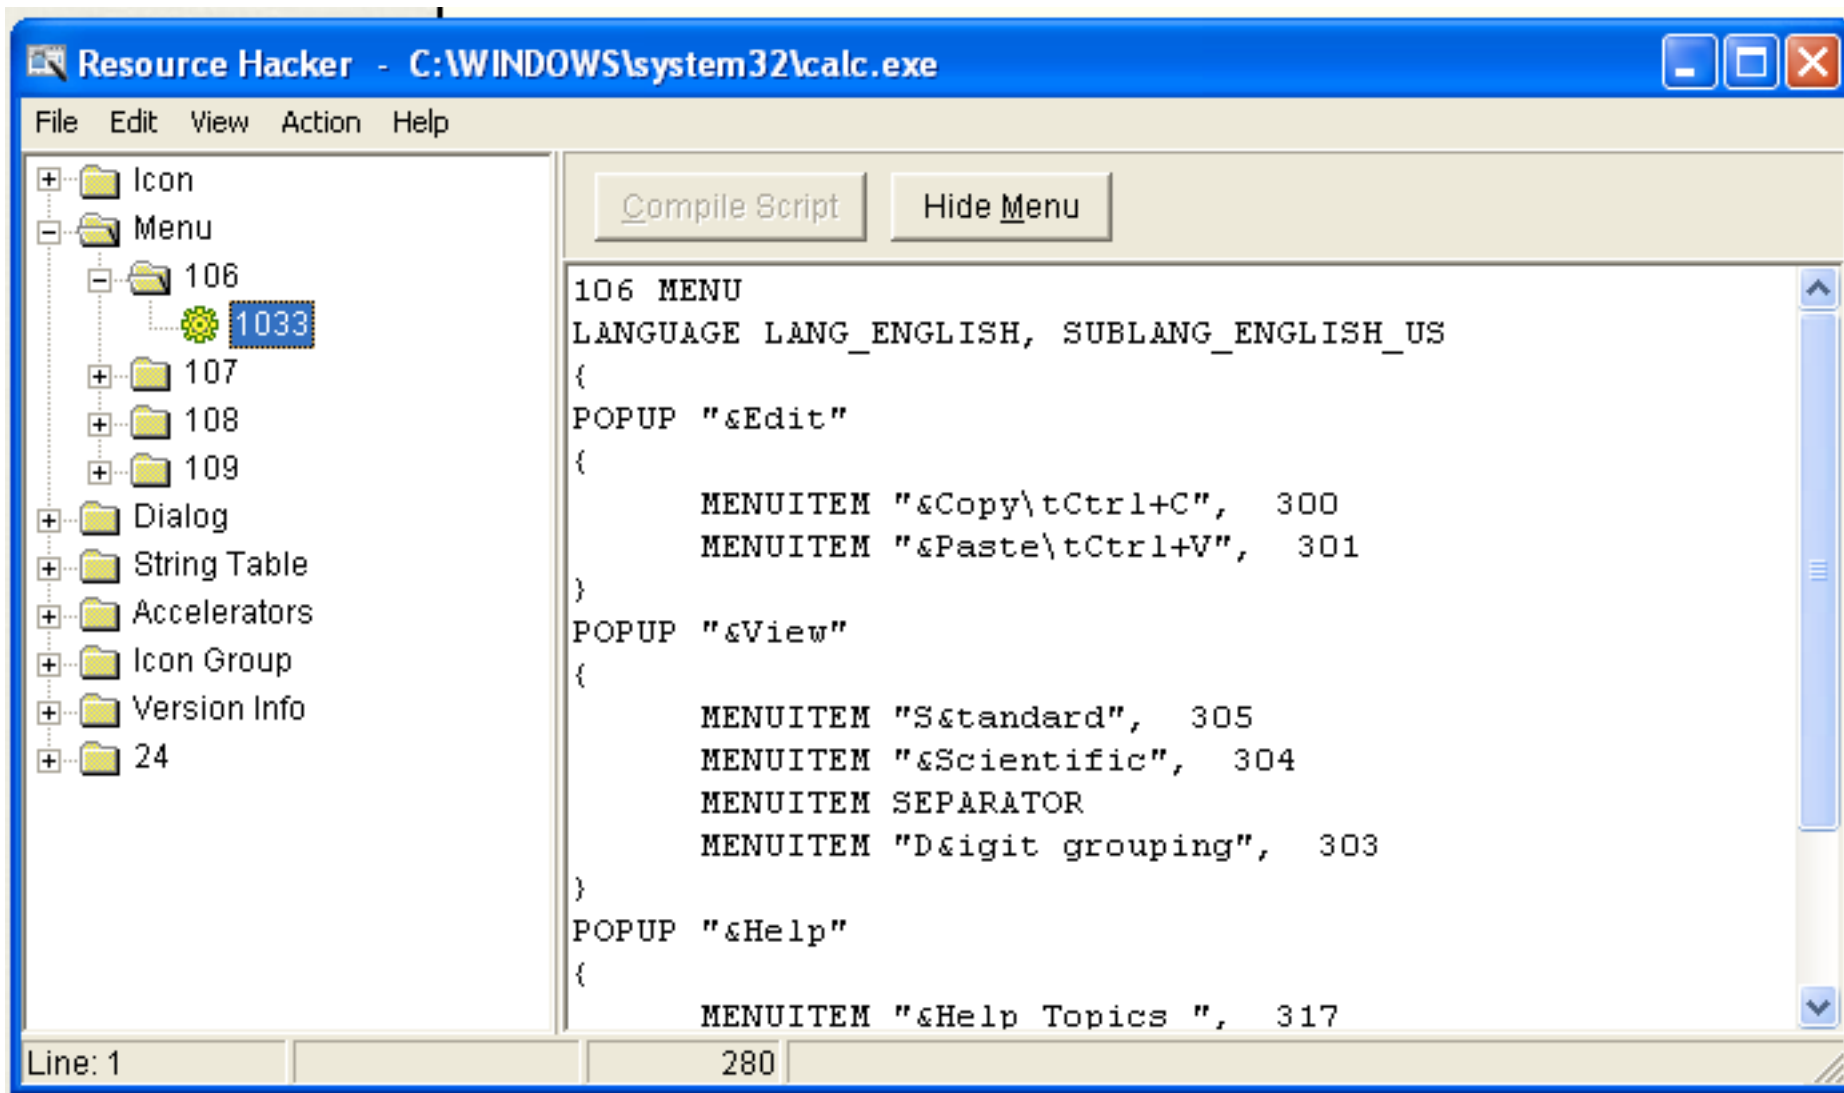 Resource Hacker - C:\WINDOWS\system32\calc.exe
File Edit View Action Help
Icon
Menu
106
1033
107
108
109
Dialog
String Table
Accelerators
Icon Group
Version Info
24
Compile Script Hide Menu
106 MENU
LANGUAGE LANG_ENGLISH, SUBLANG_ENGLISH_US
{
POPUP "&Edit"
{
MENUITEM "&Copy\tCtrl+C", 300
MENUITEM "&Paste\tCtrl+V", 301
}
POPUP "&View"
{
MENUITEM "S&tandard", 305
MENUITEM "&Scientific", 304
MENUITEM SEPARATOR
MENUITEM "D&igit grouping", 303
}
POPUP "&Help"
{
MENUITEM "&Help Topics ", 317
Line: 1 280